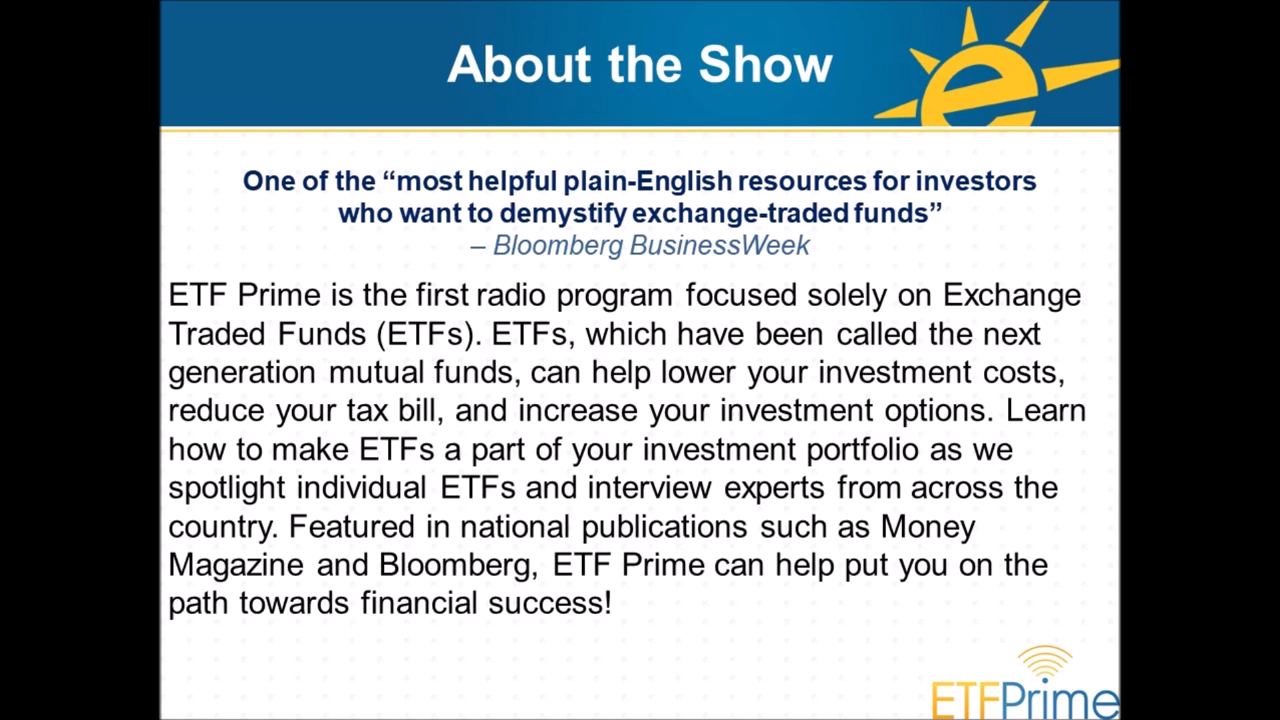 About the Show
One of the “most helpful plain-English resources for investors
who want to demystify exchange-traded funds”
– Bloomberg BusinessWeek
ETF Prime is the first radio program focused solely on Exchange
Traded Funds (ETFs). ETFs, which have been called the next
generation mutual funds, can help lower your investment costs,
reduce your tax bill, and increase your investment options. Learn
how to make ETFs a part of your investment portfolio as we
spotlight individual ETFs and interview experts from across the
country. Featured in national publications such as Money
Magazine and Bloomberg, ETF Prime can help put you on the
path towards financial success!
ETFPrime